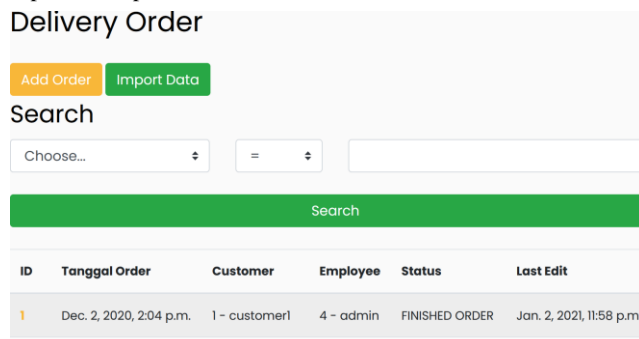 Delivery Order
Add Order Import Data
Search
Choose... =
Search
ID Tanggal Order Customer Employee Status Last Edit
1 Dec. 2, 2020, 2:04 p.m. 1 - customer1 4 - admin FINISHED ORDER Jan. 2, 2021, 11:58 p.m